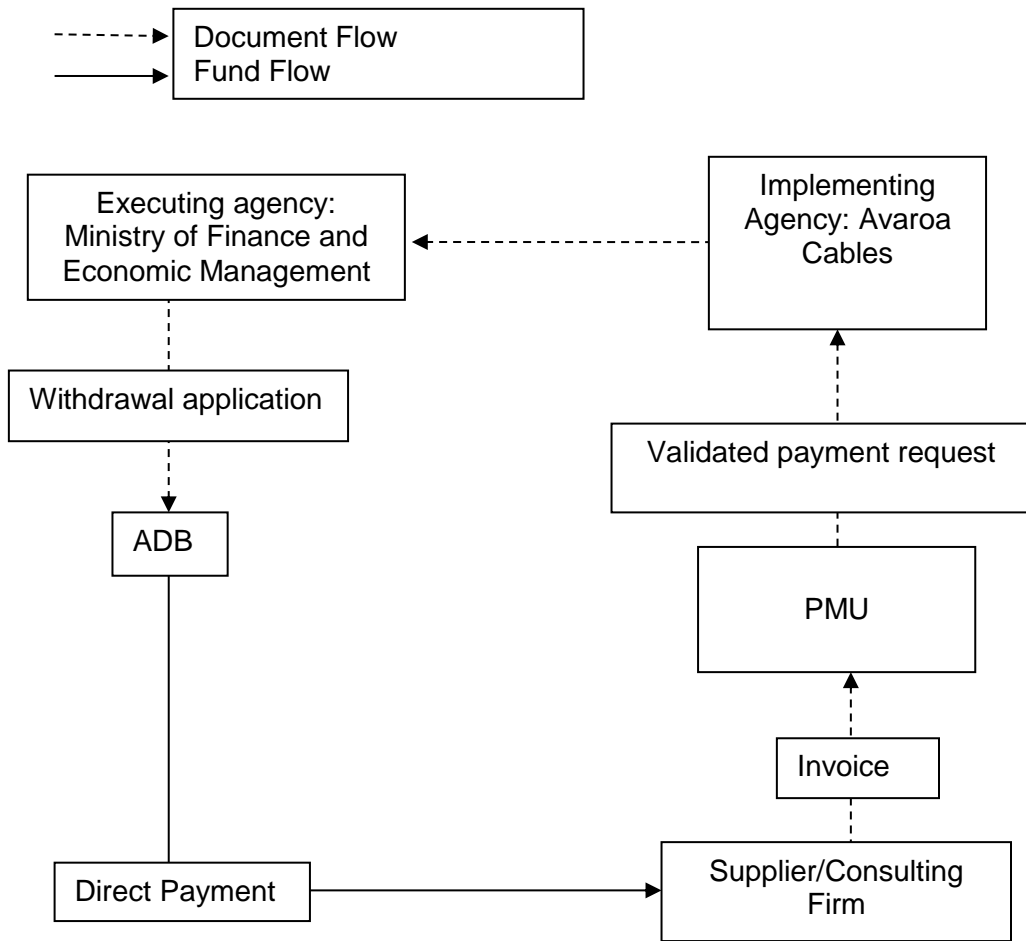 Document Flow
Fund Flow
Executing agency:
Ministry of Finance and
Economic Management
Implementing
Agency: Avaroa
Cables
Withdrawal application
Validated payment request
ADB
PMU
Invoice
Direct Payment
Supplier/Consulting
Firm